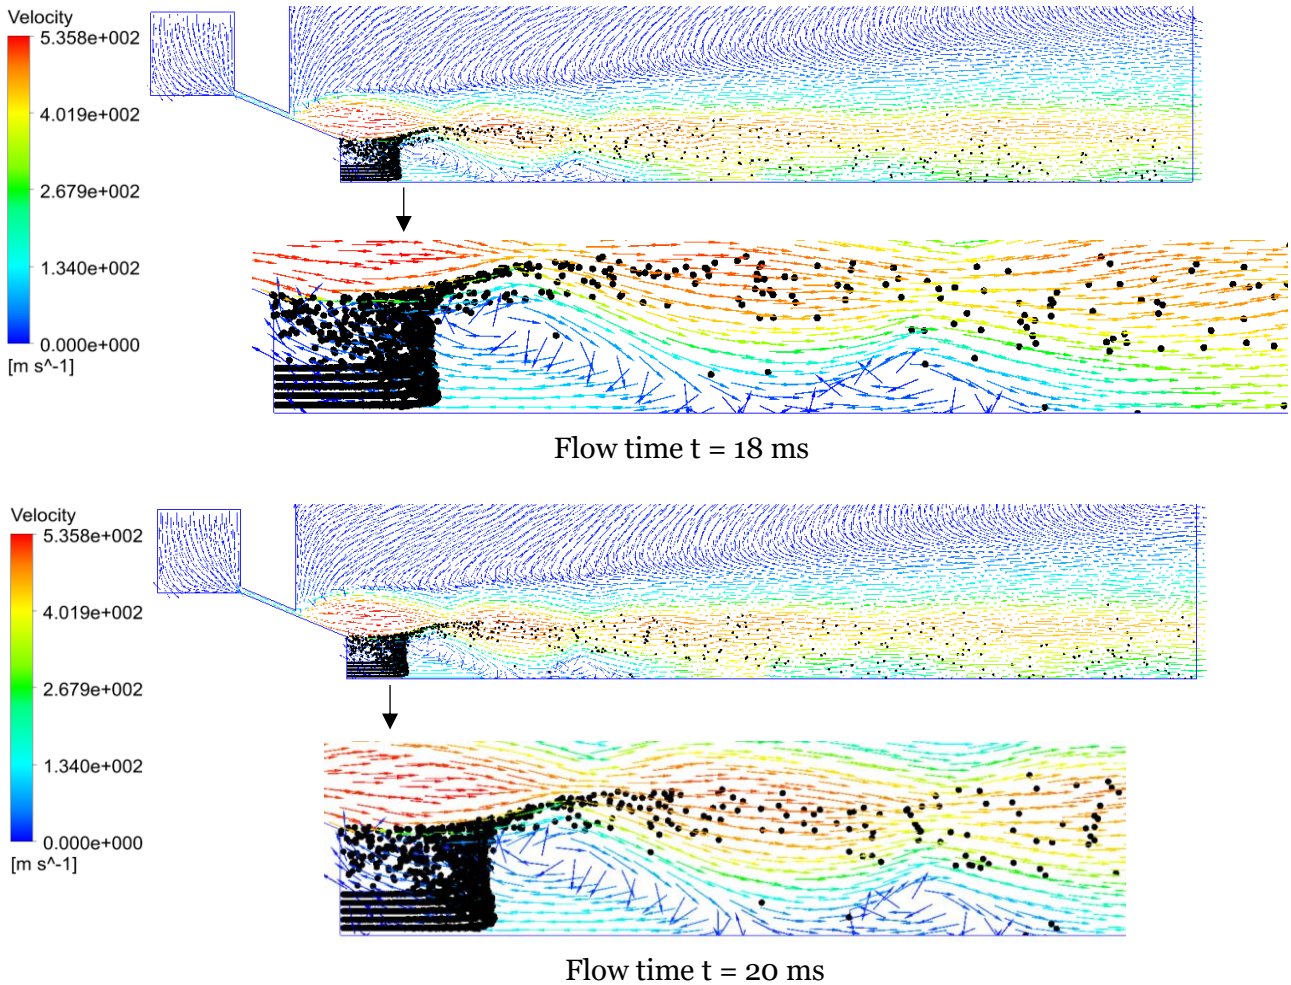 Velocity
5.358e+002
4.019e+002
2.679e+002
1.340e+002
0.000e+000
[m s^-1]
Flow time t = 18 ms
Velocity
5.358e+002
4.019e+002
2.679e+002
1.340e+002
0.000e+000
[m s^-1]
Flow time t = 20 ms